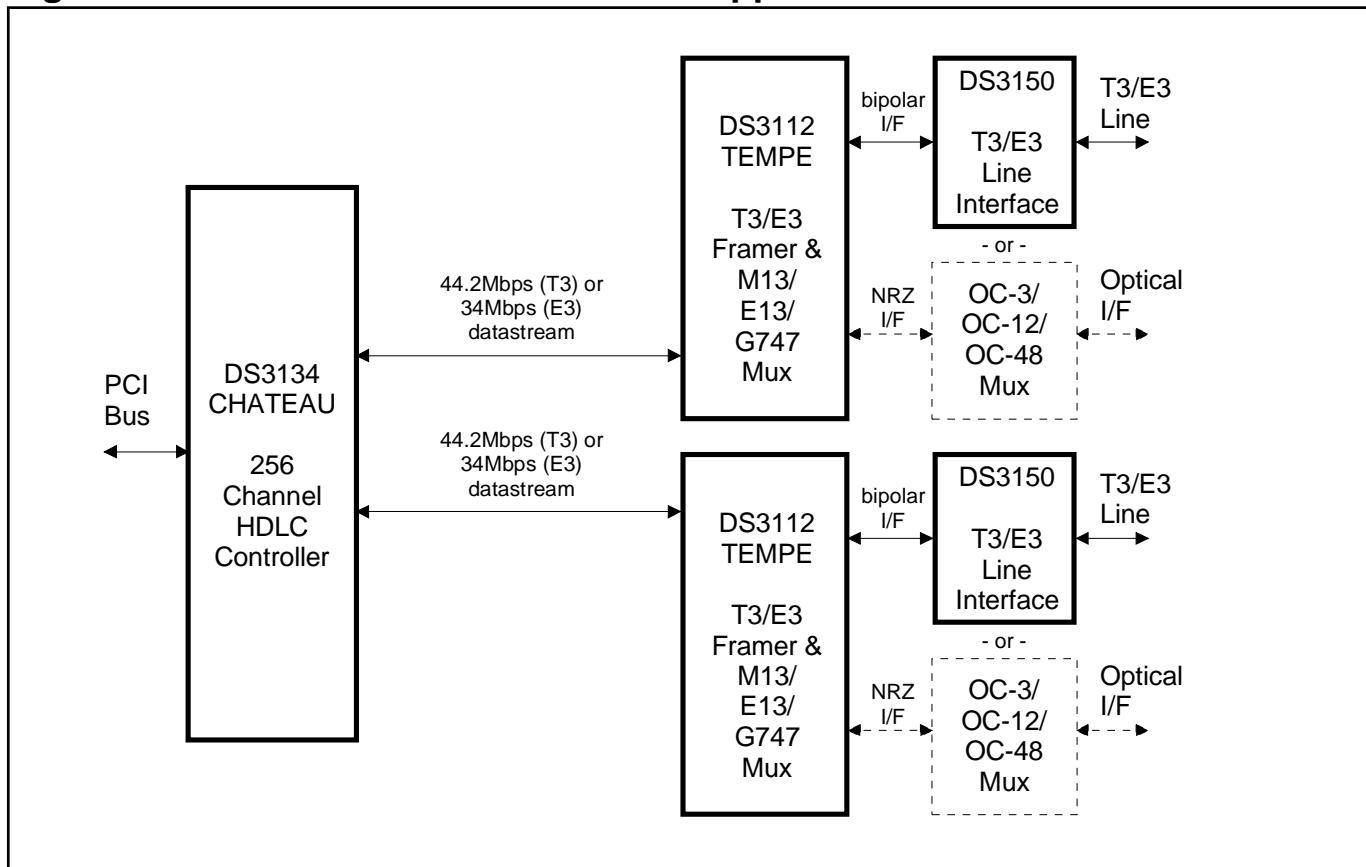 PCI
Bus
DS3134
CHATEAU
256
Channel
HDLC
Controller
44.2Mbps (T3) or
34Mbps (E3)
datastream
44.2Mbps (T3) or
34Mbps (E3)
datastream
DS3112
TEMPE
T3/E3
Framer &
M13/
E13/
G747
Mux
bipolar
I/F
DS3150
T3/E3
Line
Interface
T3/E3
Line
- or -
NRZ
I/F
OC-3/
OC-12/
OC-48
Mux
Optical
I/F
DS3112
TEMPE
T3/E3
Framer &
M13/
E13/
G747
Mux
bipolar
I/F
DS3150
T3/E3
Line
Interface
T3/E3
Line
- or -
NRZ
I/F
OC-3/
OC-12/
OC-48
Mux
Optical
I/F